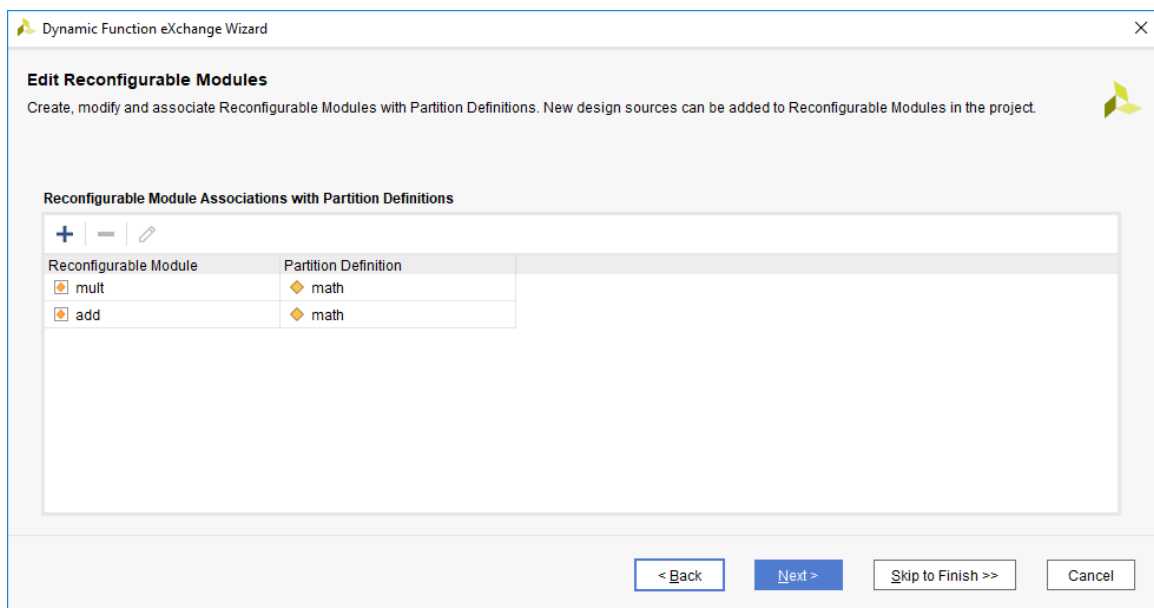 Dynamic Function eXchange Wizard
Edit Reconfigurable Modules
Create, modify and associate Reconfigurable Modules with Partition Definitions. New design sources can be added to Reconfigurable Modules in the project.
Reconfigurable Module Associations with Partition Definitions
Reconfigurable Module Partition Definition
mult math
add math
< Back Next > Skip to Finish >> Cancel